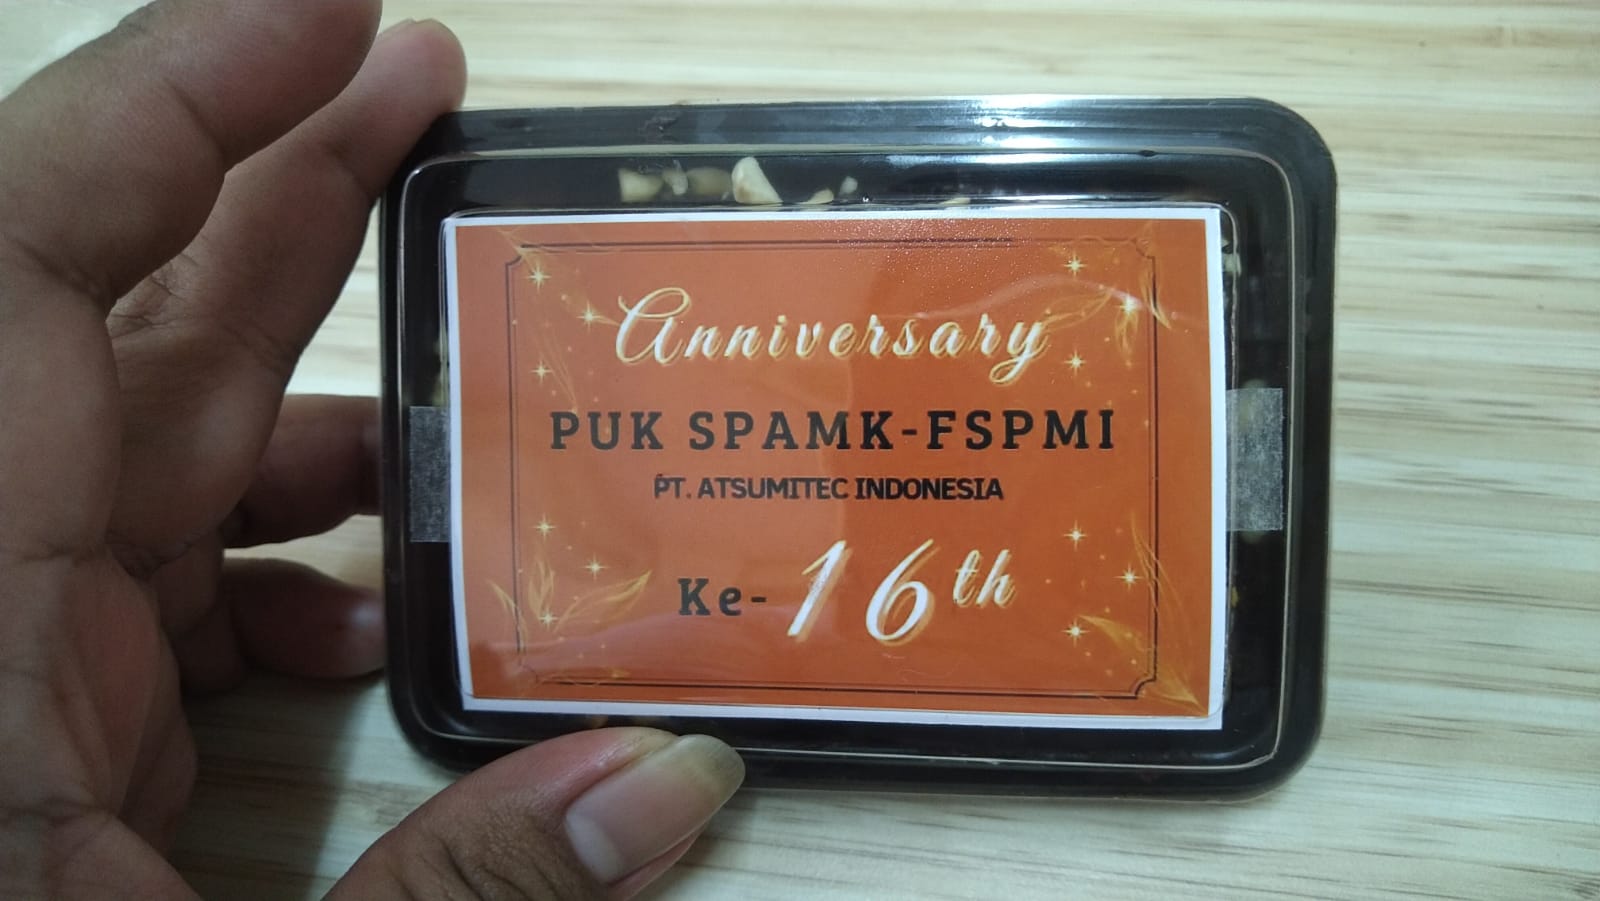 Anniversary
PUK SPAMK-FSPMI
PT. ATSUMITEC INDONESIA
Ke- 16th